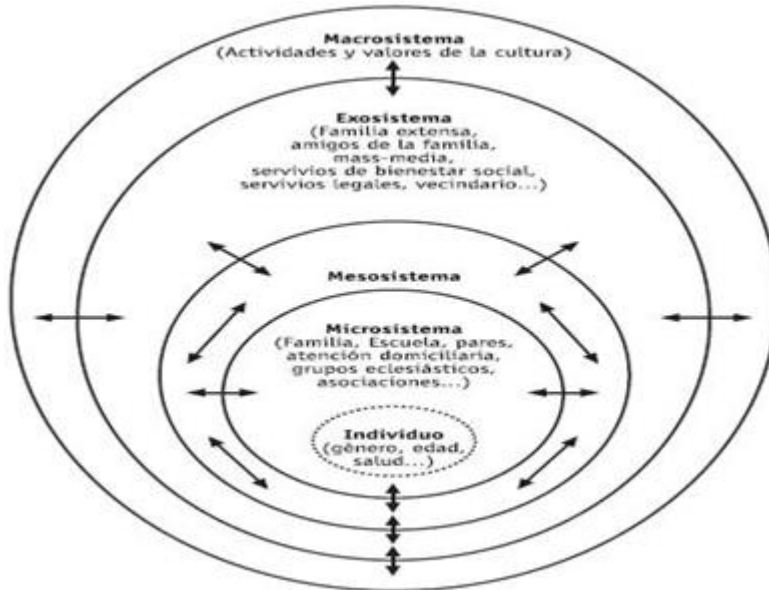 Macrosistema
(Actividades y valores de la cultura)
Exosistema
(Familia extensa,
amigos de la familia,
mass-media,
servivios de bienestar social,
servivios legales, vecindario...)
Mesosistema
Microsistema
(Familia, Escuela, pares,
atención domiciliaria,
grupos eclesiásticos,
asociaciones...)
Individuo
(género, edad,
salud...)